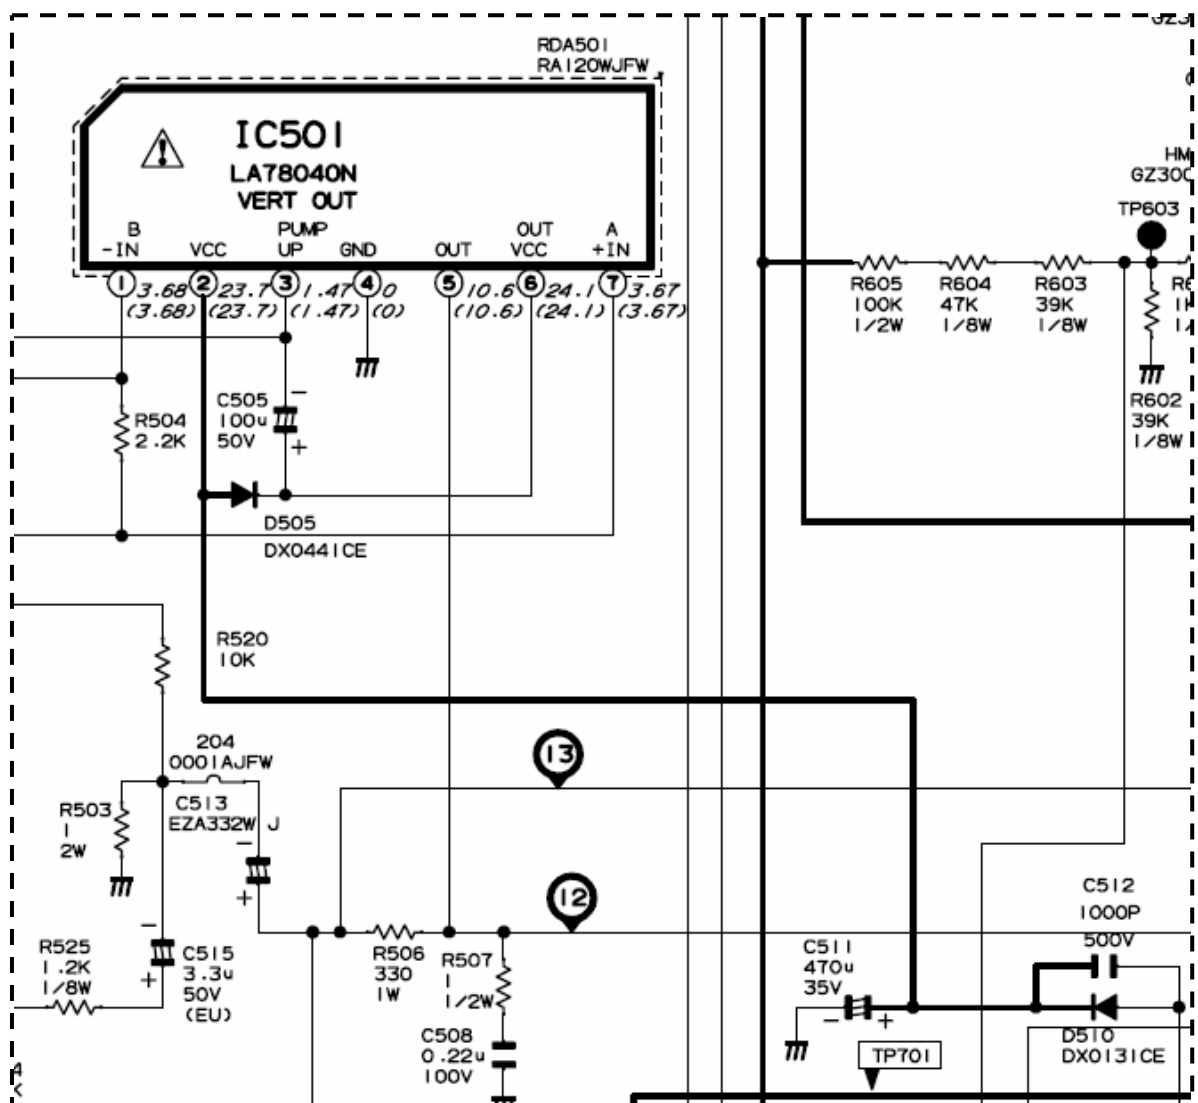 RDA501
RA120WJFW
IC501
LA78040N
VERT OUT
B
-IN
VCC
PUMP
UP
GND
OUT
OUT
VCC
A
+IN
1
2
3
4
5
6
7
3.68
23.7
1.47
0
10.6
24.1
3.67
(3.68)
(23.7)
(1.47)
(0)
(10.6)
(24.1)
(3.67)
HM
GZ300
TP603
R605
100K
1/2W
R604
47K
1/8W
R603
39K
1/8W
R602
39K
1/8W
R504
2.2K
C505
100u
50V
-
+
D505
DX0441CE
R520
10K
204
0001AJFW
C513
EZA332W J
-
+
R503
1
2W
13
12
R525
1.2K
1/8W
-
+
C515
3.3u
50V
(EU)
R506
330
1W
R507
1
1/2W
C508
0.22u
100V
C511
470u
35V
-
+
C512
1000P
500V
D510
DX0131CE
TP701